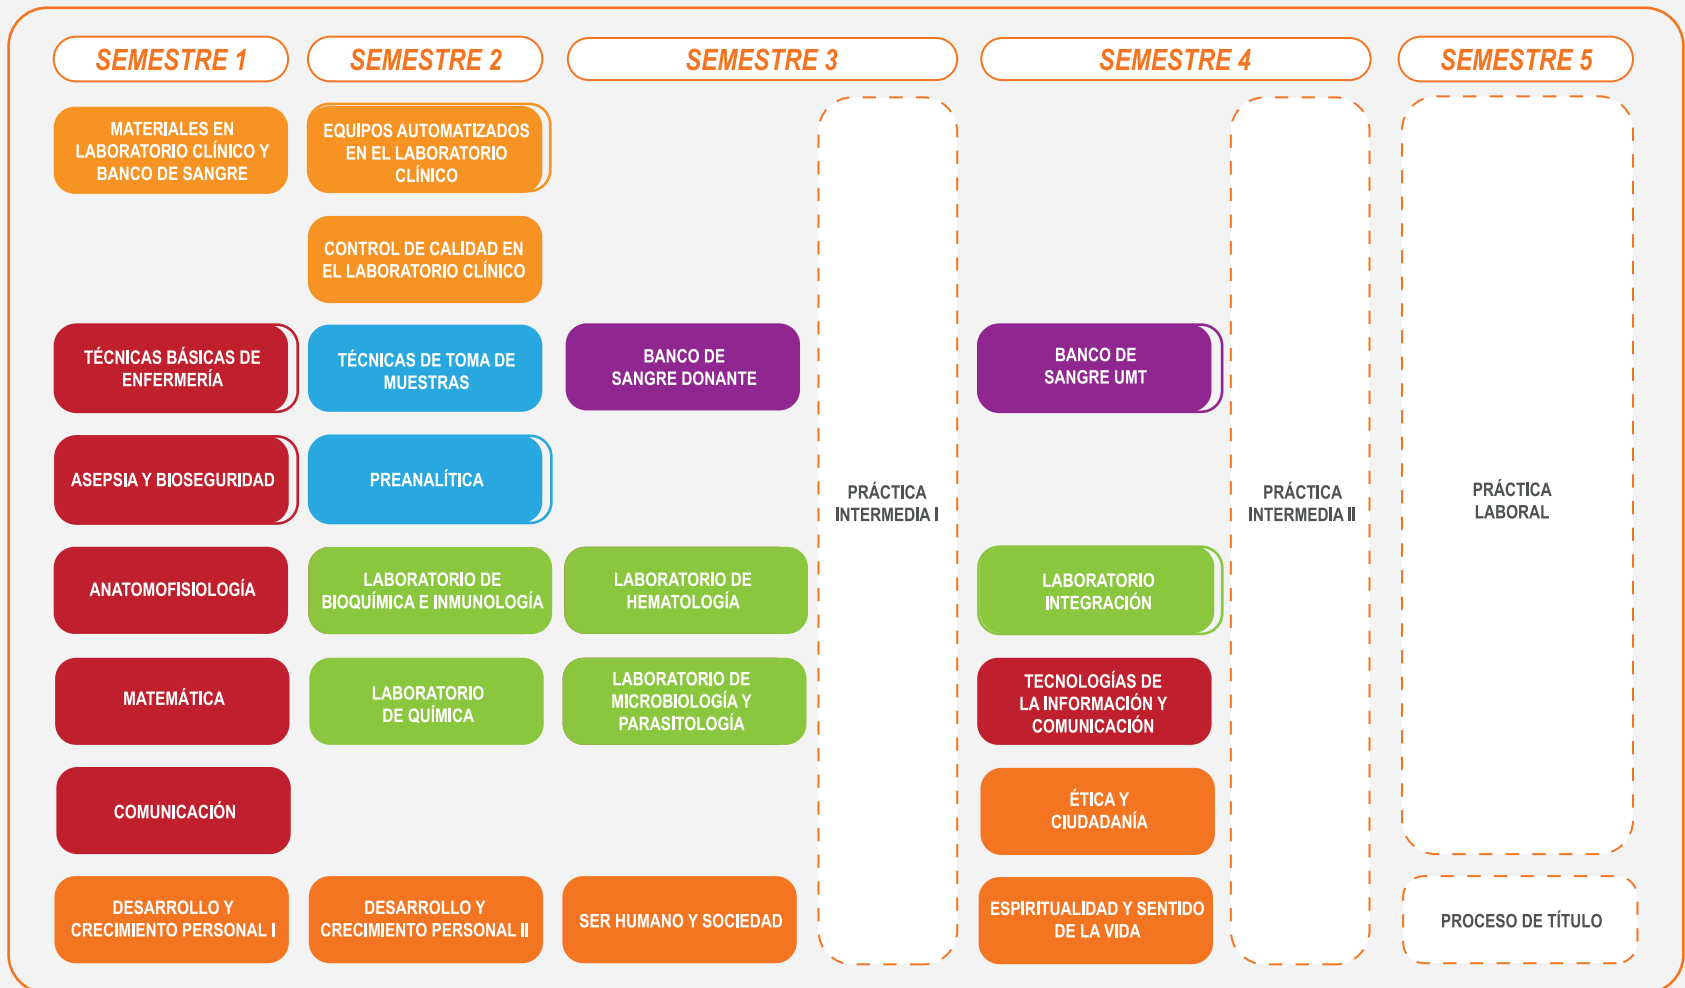 SEMESTRE 1
SEMESTRE 2
SEMESTRE 3
SEMESTRE 4
SEMESTRE 5
MATERIALES EN
LABORATORIO CLÍNICO Y
BANCO DE SANGRE
TÉCNICAS BÁSICAS DE
ENFERMERÍA
ASEPSIA Y BIOSEGURIDAD
ANATOMOFISIOLOGÍA
MATEMÁTICA
COMUNICACIÓN
DESARROLLO Y
CRECIMIENTO PERSONAL I
EQUIPOS AUTOMATIZADOS
EN EL LABORATORIO
CLÍNICO
CONTROL DE CALIDAD EN
EL LABORATORIO CLÍNICO
TÉCNICAS DE TOMA DE
MUESTRAS
PREANALÍTICA
LABORATORIO DE
BIOQUÍMICA E INMUNOLOGÍA
LABORATORIO
DE QUÍMICA
DESARROLLO Y
CRECIMIENTO PERSONAL II
BANCO DE
SANGRE DONANTE
LABORATORIO DE
HEMATOLOGÍA
LABORATORIO DE
MICROBIOLOGÍA Y
PARASITOLOGÍA
SER HUMANO Y SOCIEDAD
PRÁCTICA
INTERMEDIA I
BANCO DE
SANGRE UMT
LABORATORIO
INTEGRACIÓN
TECNOLOGÍAS DE
LA INFORMACIÓN Y
COMUNICACIÓN
ÉTICA Y
CIUDADANÍA
ESPIRITUALIDAD Y SENTIDO
DE LA VIDA
PRÁCTICA
INTERMEDIA II
PRÁCTICA
LABORAL
PROCESO DE TÍTULO